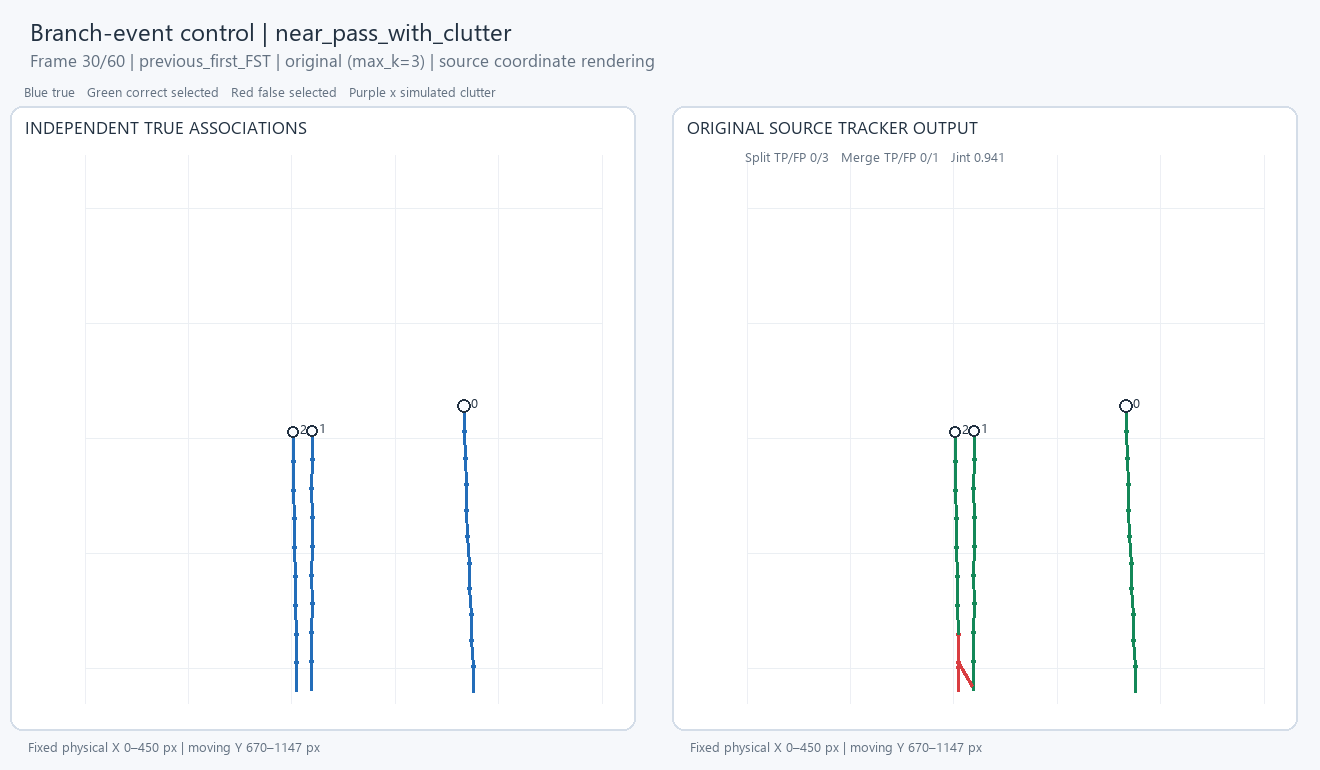 Branch-event control | near_pass_with_clutter
Frame 30/60 | previous_first_FST | original (max_k=3) | source coordinate rendering
Blue true   Green correct selected   Red false selected   Purple x simulated clutter
INDEPENDENT TRUE ASSOCIATIONS
0
2 1
Fixed physical X 0–450 px | moving Y 670–1147 px
ORIGINAL SOURCE TRACKER OUTPUT
Split TP/FP 0/3   Merge TP/FP 0/1   Jint 0.941
0
2 1
Fixed physical X 0–450 px | moving Y 670–1147 px